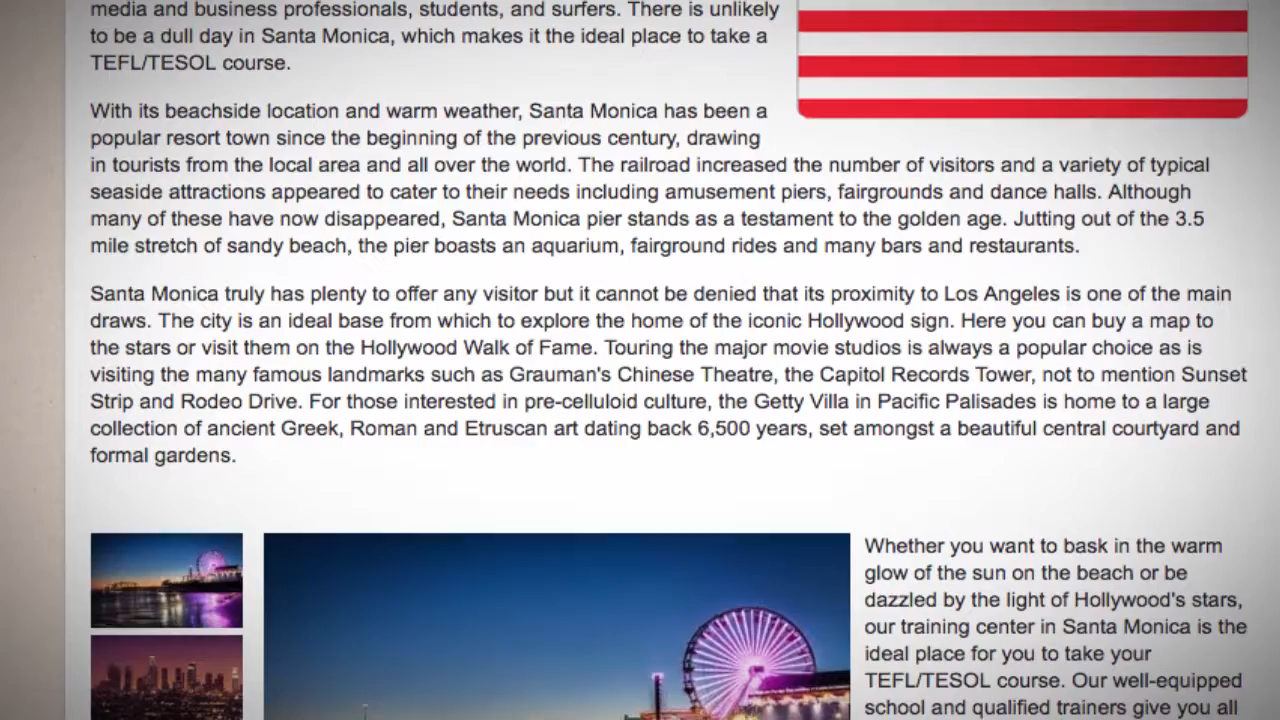 media and business professionals, students, and surfers. There is unlikely
to be a dull day in Santa Monica, which makes it the ideal place to take a
TEFL/TESOL course.
With its beachside location and warm weather, Santa Monica has been a
popular resort town since the beginning of the previous century, drawing
in tourists from the local area and all over the world. The railroad increased the number of visitors and a variety of typical
seaside attractions appeared to cater to their needs including amusement piers, fairgrounds and dance halls. Although
many of these have now disappeared, Santa Monica pier stands as a testament to the golden age. Jutting out of the 3.5
mile stretch of sandy beach, the pier boasts an aquarium, fairground rides and many bars and restaurants.
Santa Monica truly has plenty to offer any visitor but it cannot be denied that its proximity to Los Angeles is one of the main
draws. The city is an ideal base from which to explore the home of the iconic Hollywood sign. Here you can buy a map to
the stars or visit them on the Hollywood Walk of Fame. Touring the major movie studios is always a popular choice as is
visiting the many famous landmarks such as Grauman's Chinese Theatre, the Capitol Records Tower, not to mention Sunset
Strip and Rodeo Drive. For those interested in pre-celluloid culture, the Getty Villa in Pacific Palisades is home to a large
collection of ancient Greek, Roman and Etruscan art dating back 6,500 years, set amongst a beautiful central courtyard and
formal gardens.
Whether you want to bask in the warm
glow of the sun on the beach or be
dazzled by the light of Hollywood's stars,
our training center in Santa Monica is the
ideal place for you to take your
TEFL/TESOL course. Our well-equipped
school and qualified trainers give you all